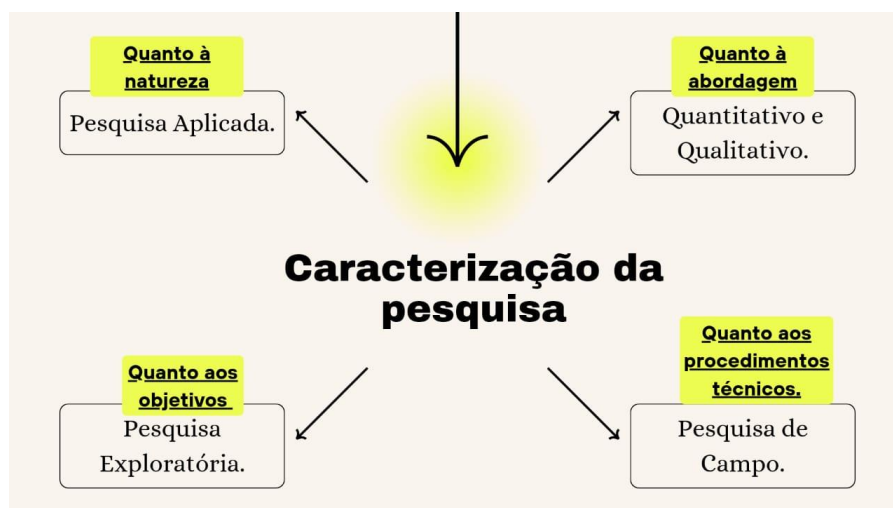 Quanto à
natureza
Pesquisa Aplicada.
Quanto à
abordagem
Quantitativo e
Qualitativo.
Caracterização da
pesquisa
Quanto aos
objetivos
Pesquisa
Exploratória.
Quanto aos
procedimentos
técnicos.
Pesquisa de
Campo.